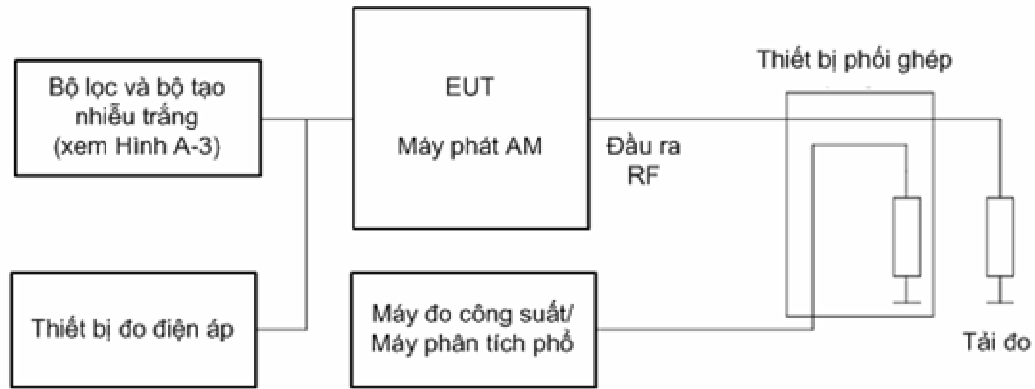 Bộ lọc và bộ tạo
nhiễu trắng
(xem Hình A-3)
EUT
Máy phát AM
Đầu ra
RF
Thiết bị phối ghép
Thiết bị đo điện áp
Máy đo công suất/
Máy phân tích phổ
Tải đo